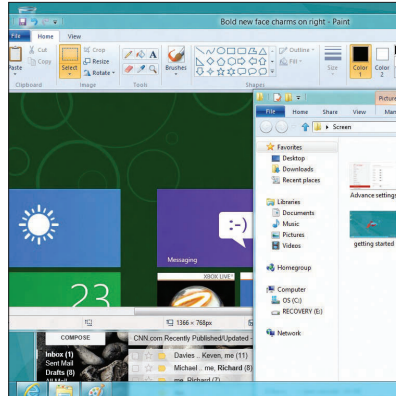 Bold new face charms on right - Paint
File Home View
Paste
Cut
Copy
Clipboard
Select
Crop
Resize
Rotate
Image
Tools
Brushes
Shapes
Outline
Fill
Size
Color 1
Color 2
Picture
File Home Share View Man
Screen
Favorites
Desktop
Downloads
Recent places
Libraries
Documents
Music
Pictures
Videos
Homegroup
Computer
OS (C:)
RECOVERY (E:)
Network
Advance settings
getting started
:-)
Messaging
XBOX LIVE
23
1366 × 768px
COMPOSE
Inbox (1)
Sent Mail
Drafts (8)
All Mail
CNN.com Recently Published/Updated -
Davies .. Keven, me (11)
Michael .. me, Richard (8)
me, Richard (7)